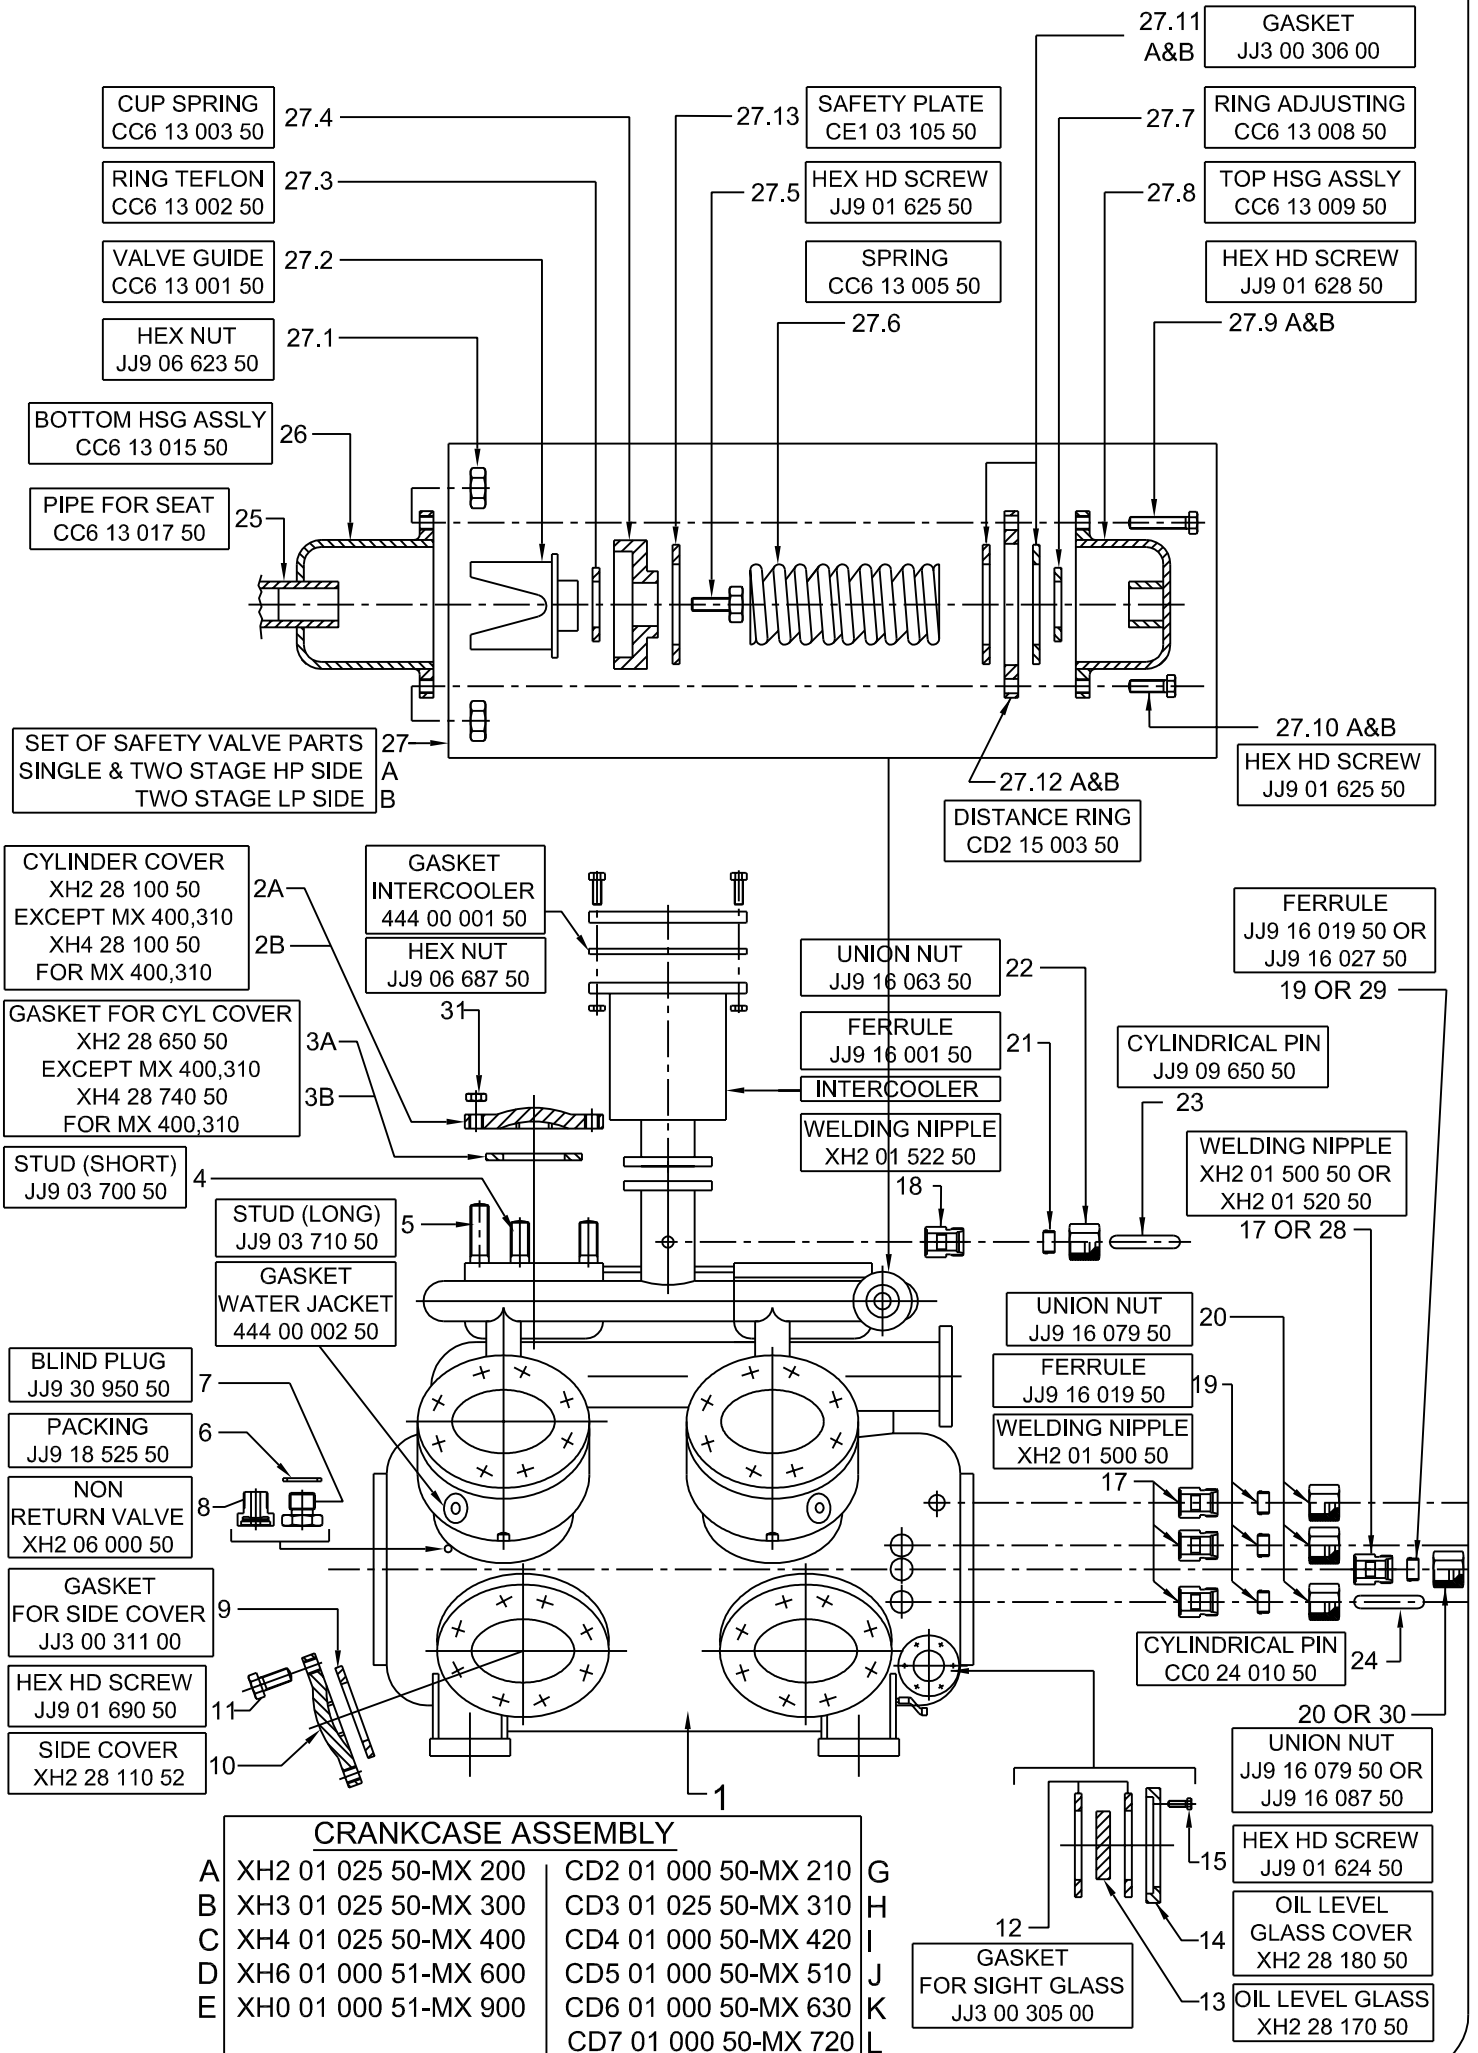 27.11
A&B
GASKET
JJ3 00 306 00
CUP SPRING
CC6 13 003 50
27.4
27.13
SAFETY PLATE
CE1 03 105 50
27.7
RING ADJUSTING
CC6 13 008 50
RING TEFLON
CC6 13 002 50
27.3
27.5
HEX HD SCREW
JJ9 01 625 50
27.8
TOP HSG ASSLY
CC6 13 009 50
VALVE GUIDE
CC6 13 001 50
27.2
SPRING
CC6 13 005 50
27.6
HEX HD SCREW
JJ9 01 628 50
27.9 A&B
HEX NUT
JJ9 06 623 50
27.1
BOTTOM HSG ASSLY
CC6 13 015 50
26
PIPE FOR SEAT
CC6 13 017 50
25
SET OF SAFETY VALVE PARTS
SINGLE & TWO STAGE HP SIDE
TWO STAGE LP SIDE
27
A
B
27.10 A&B
HEX HD SCREW
JJ9 01 625 50
27.12 A&B
DISTANCE RING
CD2 15 003 50
CYLINDER COVER
XH2 28 100 50
EXCEPT MX 400,310
XH4 28 100 50
FOR MX 400,310
2A
2B
GASKET
INTERCOOLER
444 00 001 50
HEX NUT
JJ9 06 687 50
31
UNION NUT
JJ9 16 063 50
22
FERRULE
JJ9 16 019 50 OR
JJ9 16 027 50
19 OR 29
GASKET FOR CYL COVER
XH2 28 650 50
EXCEPT MX 400,310
XH4 28 740 50
FOR MX 400,310
3A
3B
FERRULE
JJ9 16 001 50
21
INTERCOOLER
CYLINDRICAL PIN
JJ9 09 650 50
23
WELDING NIPPLE
XH2 01 522 50
18
WELDING NIPPLE
XH2 01 500 50 OR
XH2 01 520 50
17 OR 28
STUD (SHORT)
JJ9 03 700 50
4
STUD (LONG)
JJ9 03 710 50
5
GASKET
WATER JACKET
444 00 002 50
UNION NUT
JJ9 16 079 50
20
FERRULE
JJ9 16 019 50
19
WELDING NIPPLE
XH2 01 500 50
17
BLIND PLUG
JJ9 30 950 50
7
PACKING
JJ9 18 525 50
6
NON
RETURN VALVE
XH2 06 000 50
8
GASKET
FOR SIDE COVER
JJ3 00 311 00
9
HEX HD SCREW
JJ9 01 690 50
11
SIDE COVER
XH2 28 110 52
10
CYLINDRICAL PIN
CC0 24 010 50
24
20 OR 30
UNION NUT
JJ9 16 079 50 OR
JJ9 16 087 50
1
HEX HD SCREW
JJ9 01 624 50
15
OIL LEVEL
GLASS COVER
XH2 28 180 50
14
12
GASKET
FOR SIGHT GLASS
JJ3 00 305 00
13
OIL LEVEL GLASS
XH2 28 170 50
CRANKCASE ASSEMBLY
A XH2 01 025 50-MX 200 CD2 01 000 50-MX 210 G
B XH3 01 025 50-MX 300 CD3 01 025 50-MX 310 H
C XH4 01 025 50-MX 400 CD4 01 000 50-MX 420 I
D XH6 01 000 51-MX 600 CD5 01 000 50-MX 510 J
E XH0 01 000 51-MX 900 CD6 01 000 50-MX 630 K
CD7 01 000 50-MX 720 L